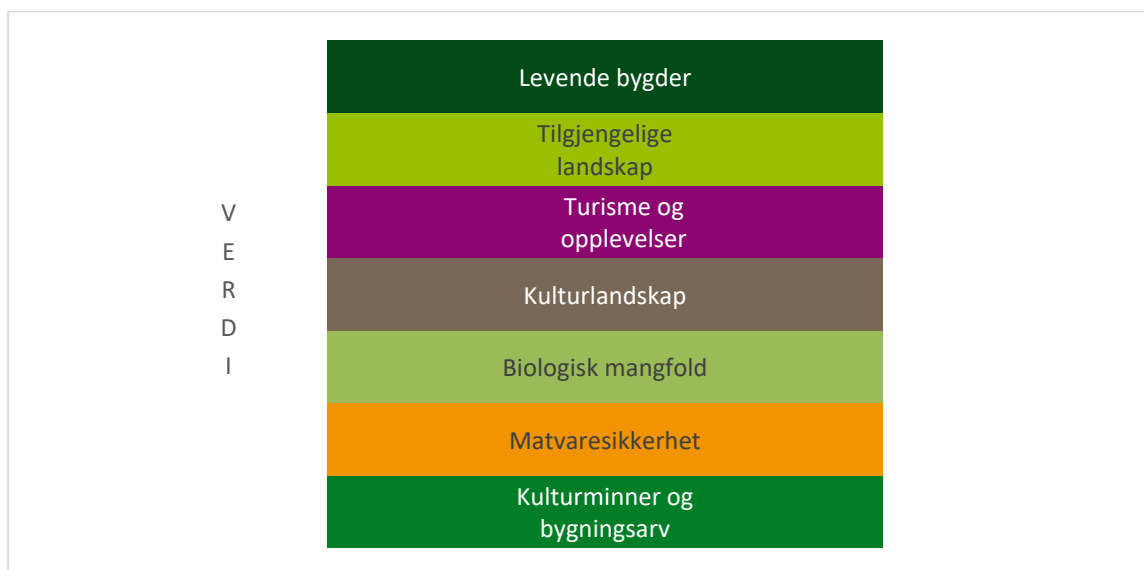 Levende bygder
Tilgjengelige
landskap
Turisme og
opplevelser
Kulturlandskap
Biologisk mangfold
Matvaresikkerhet
Kulturminner og
bygningsarv
V
E
R
D
I